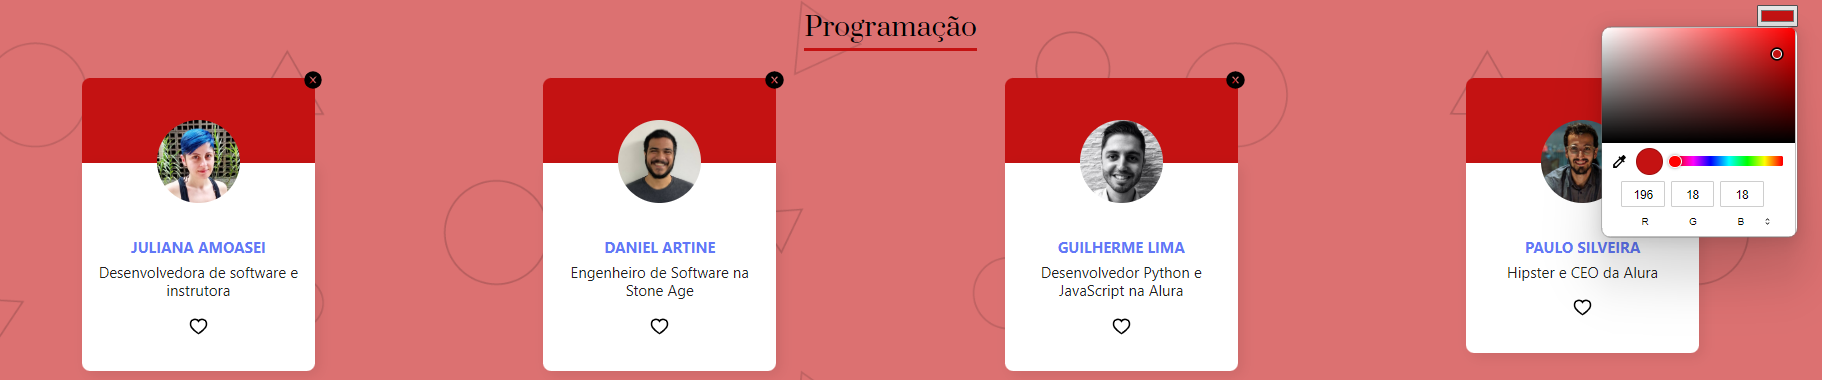 Programação
X
X
X
JULIANA AMOASEI
Desenvolvedora de software e
instrutora
DANIEL ARTINE
Engenheiro de Software na
Stone Age
GUILHERME LIMA
Desenvolvedor Python e
JavaScript na Alura
PAULO SILVEIRA
Hipster e CEO da Alura
196 18 18
R G B